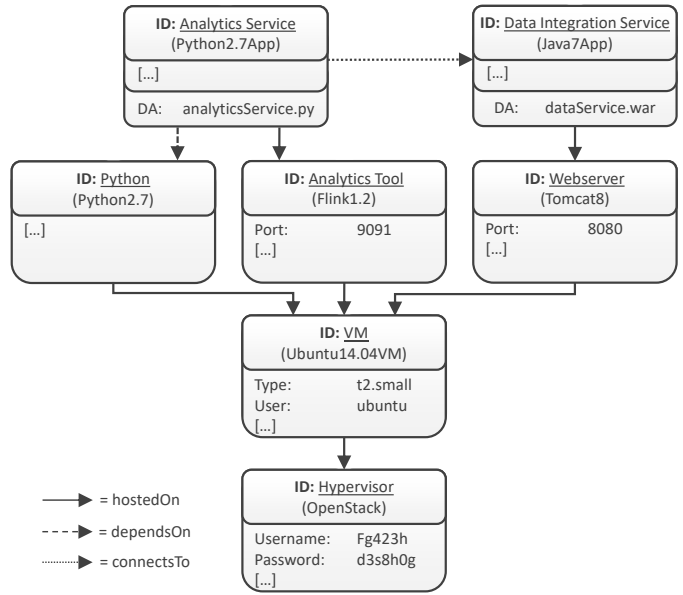 ID: Analytics Service
(Python2.7App)
[...]
DA: analyticsService.py
ID: Data Integration Service
(Java7App)
[...]
DA: dataService.war
ID: Python
(Python2.7)
[...]
ID: Analytics Tool
(Flink1.2)
Port: 9091
[...]
ID: Webserver
(Tomcat8)
Port: 8080
[...]
ID: VM
(Ubuntu14.04VM)
Type: t2.small
User: ubuntu
[...]
ID: Hypervisor
(OpenStack)
Username: Fg423h
Password: d3s8h0g
[...]
= hostedOn
= dependsOn
= connectsTo